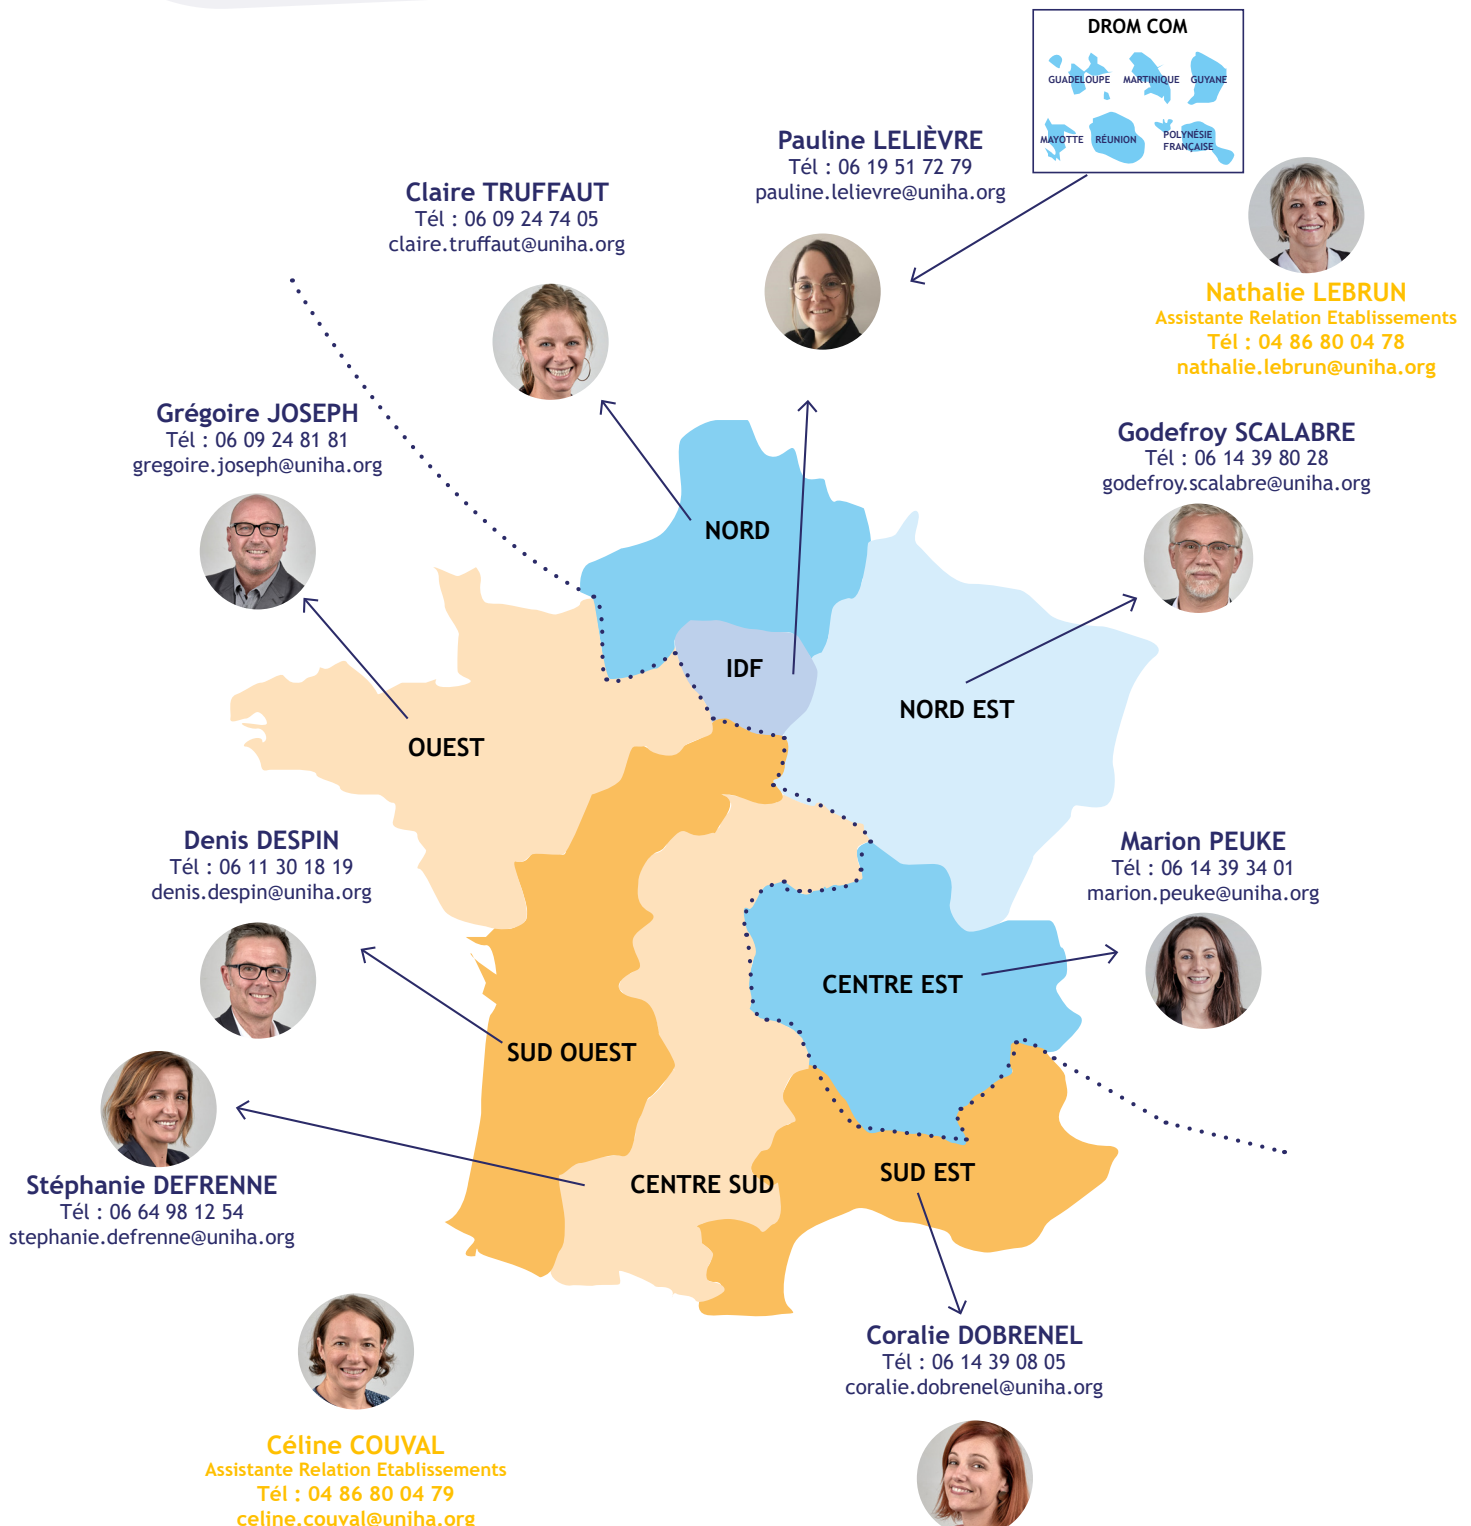 DROM COM
GUADELOUPE
MARTINIQUE
GUYANE
MAYOTTE
RÉUNION
POLYNÉSIE
FRANÇAISE
Pauline LELIÈVRE
Tél : 06 19 51 72 79
pauline.lelievre@uniha.org
Claire TRUFFAUT
Tél : 06 09 24 74 05
claire.truffaut@uniha.org
Nathalie LEBRUN
Assistante Relation Etablissements
Tél : 04 86 80 04 78
nathalie.lebrun@uniha.org
Grégoire JOSEPH
Tél : 06 09 24 81 81
gregoire.joseph@uniha.org
Godefroy SCALABRE
Tél : 06 14 39 80 28
godefroy.scalabre@uniha.org
NORD
IDF
NORD EST
OUEST
Denis DESPIN
Tél : 06 11 30 18 19
denis.despin@uniha.org
Marion PEUKE
Tél : 06 14 39 34 01
marion.peuke@uniha.org
CENTRE EST
SUD OUEST
CENTRE SUD
SUD EST
Stéphanie DEFRENNE
Tél : 06 64 98 12 54
stephanie.defrenne@uniha.org
Coralie DOBRENEL
Tél : 06 14 39 08 05
coralie.dobrenel@uniha.org
Céline COUVAL
Assistante Relation Etablissements
Tél : 04 86 80 04 79
celine.couval@uniha.org